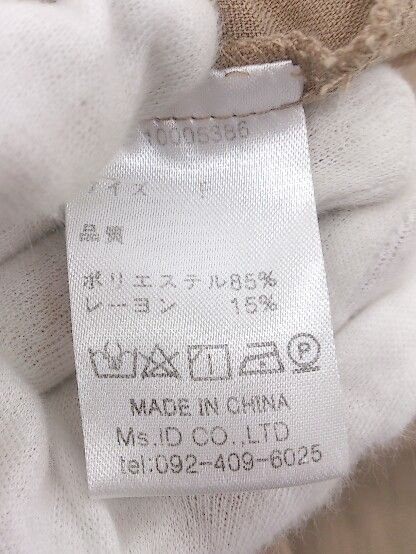 10005386
サイズ F
品質
ポリエステル85%
レーヨン 15%
MADE IN CHINA
Ms.ID CO.,LTD
tel:092-409-6025